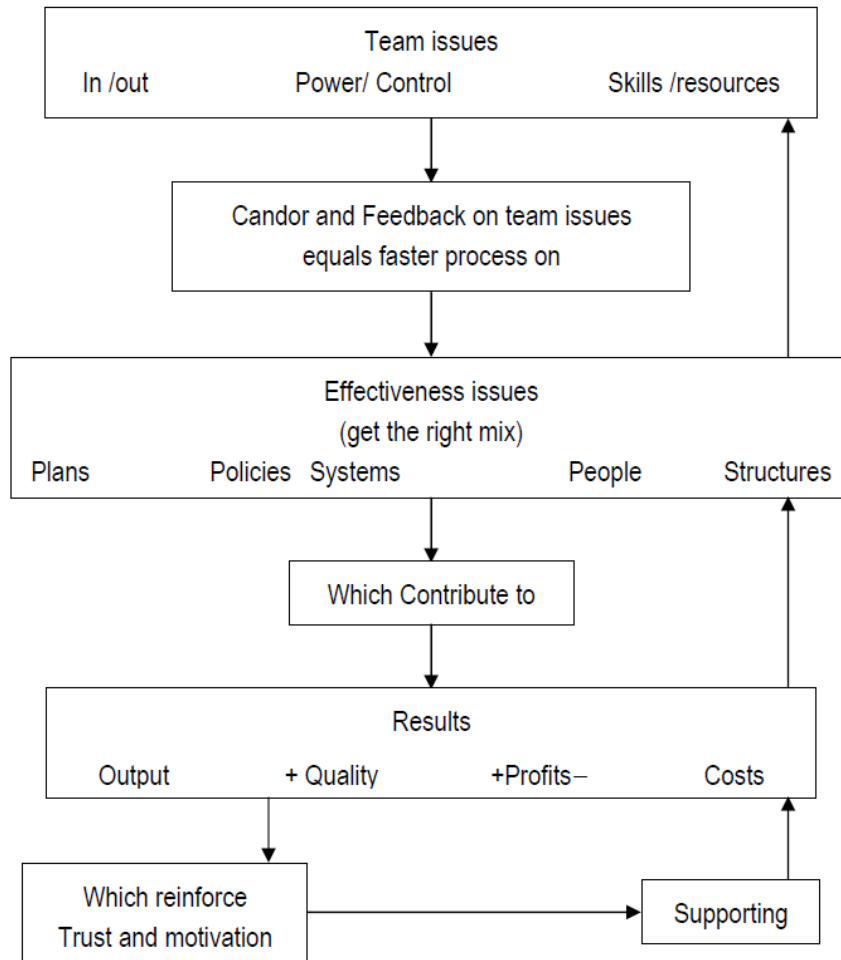 Team issues
In /out Power/ Control Skills /resources
Candor and Feedback on team issues
equals faster process on
Effectiveness issues
(get the right mix)
Plans Policies Systems People Structures
Which Contribute to
Results
Output + Quality +Profits– Costs
Which reinforce
Trust and motivation
Supporting